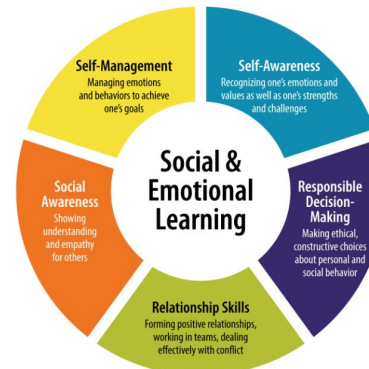 Self-Management
Managing emotions
and behaviors to achieve
one's goals
Self-Awareness
Recognizing one's emotions and
values as well as one's strengths
and challenges
Social &
Emotional
Learning
Social
Awareness
Showing
understanding
and empathy
for others
Responsible
Decision-
Making
Making ethical,
constructive choices
about personal and
social behavior
Relationship Skills
Forming positive relationships,
working in teams, dealing
effectively with conflict